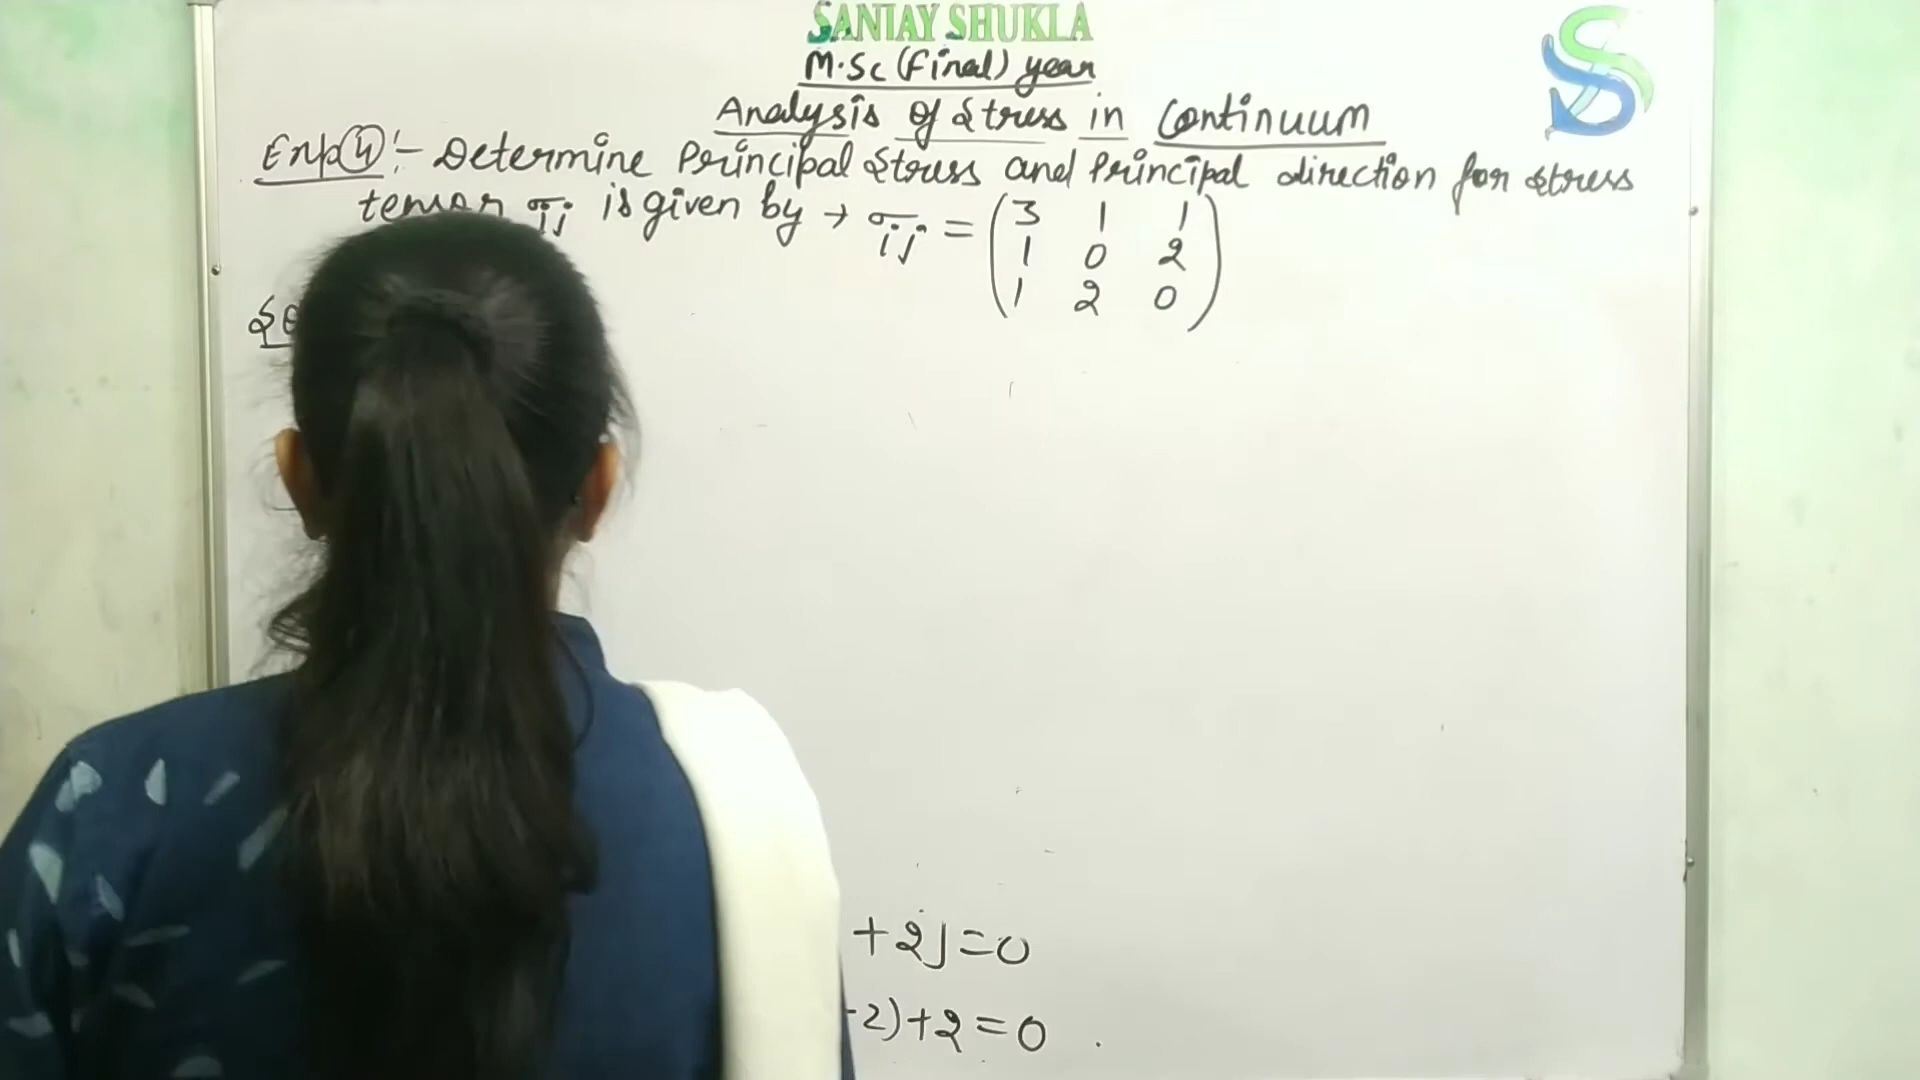 SANJAY SHUKLA
M.Sc (Final) year
Analysis of Stress in Continuum
Exp (4) :- Determine Principal Stress and Principal direction for stress
tensor σij is given by → σij = (3 1 1
1 0 2
1 2 0)
+2]=0
-2)+2=0